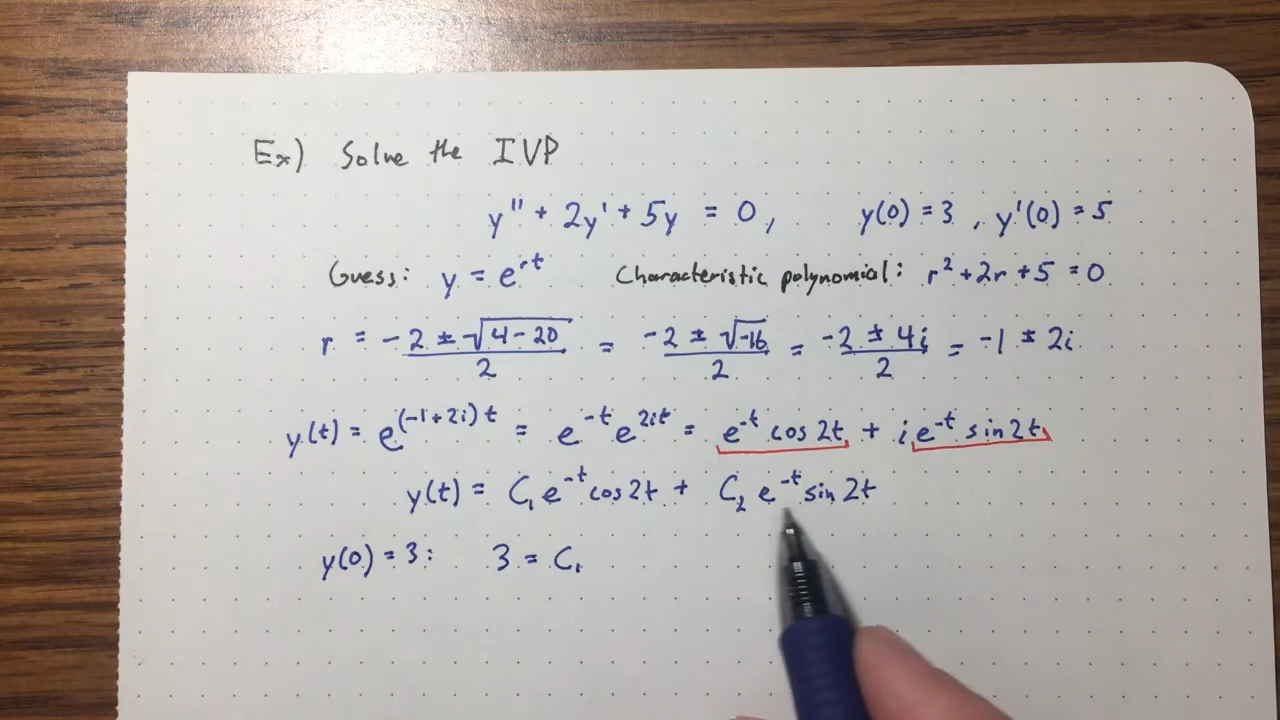 Ex) Solve the IVP
y'' + 2y' + 5y = 0, y(0) = 3, y'(0) = 5
Guess: y = e^{rt} Characteristic polynomial: r² + 2r + 5 = 0
r = (-2 ± √(4-20))/2 = (-2 ± √(-16))/2 = (-2 ± 4i)/2 = -1 ± 2i
y(t) = e^{(-1+2i)t} = e^{-t} e^{2it} = e^{-t} cos 2t + i e^{-t} sin 2t
y(t) = C₁ e^{-t} cos 2t + C₂ e^{-t} sin 2t
y(0) = 3: 3 = C₁